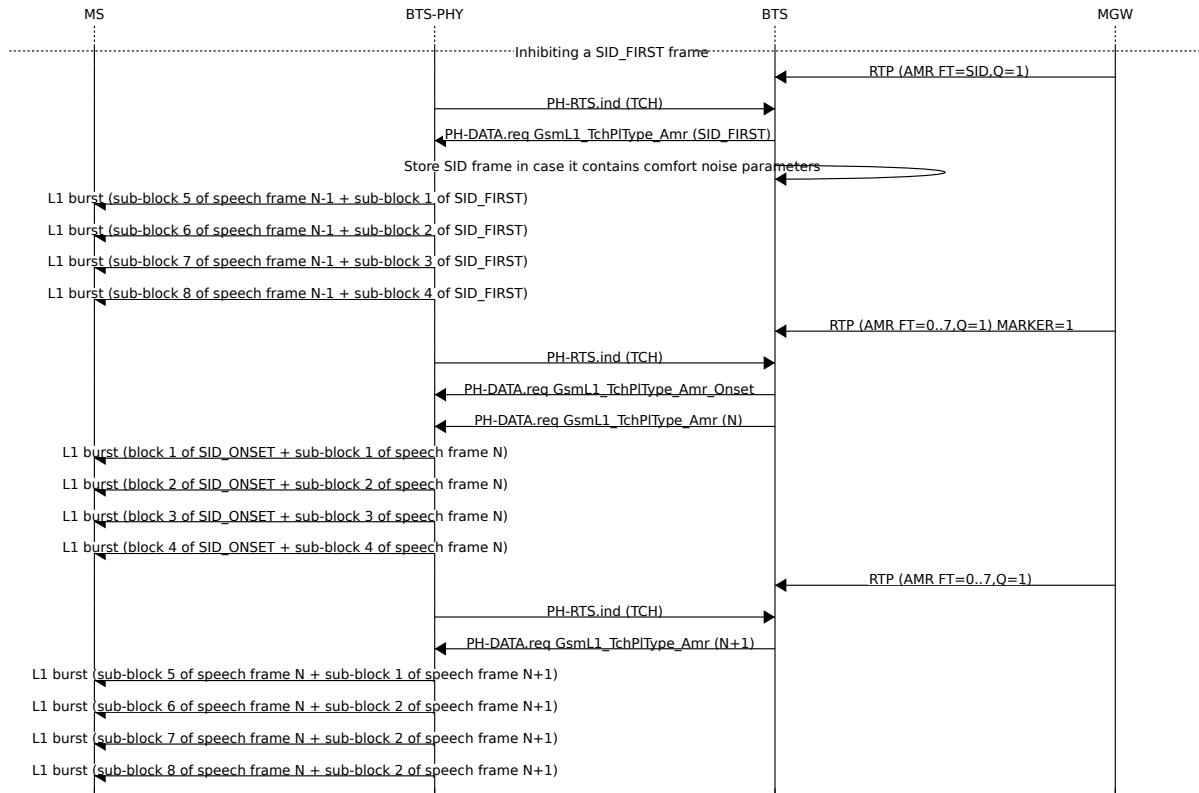 MS BTS-PHY BTS MGW
Inhibiting a SID_FIRST frame
RTP (AMR FT=SID,Q=1)
PH-RTS.ind (TCH)
PH-DATA.req GsmL1_TchPlType_Amr (SID_FIRST)
Store SID frame in case it contains comfort noise parameters
L1 burst (sub-block 5 of speech frame N-1 + sub-block 1 of SID_FIRST)
L1 burst (sub-block 6 of speech frame N-1 + sub-block 2 of SID_FIRST)
L1 burst (sub-block 7 of speech frame N-1 + sub-block 3 of SID_FIRST)
L1 burst (sub-block 8 of speech frame N-1 + sub-block 4 of SID_FIRST)
RTP (AMR FT=0..7,Q=1) MARKER=1
PH-RTS.ind (TCH)
PH-DATA.req GsmL1_TchPlType_Amr_Onset
PH-DATA.req GsmL1_TchPlType_Amr (N)
L1 burst (block 1 of SID_ONSET + sub-block 1 of speech frame N)
L1 burst (block 2 of SID_ONSET + sub-block 2 of speech frame N)
L1 burst (block 3 of SID_ONSET + sub-block 3 of speech frame N)
L1 burst (block 4 of SID_ONSET + sub-block 4 of speech frame N)
RTP (AMR FT=0..7,Q=1)
PH-RTS.ind (TCH)
PH-DATA.req GsmL1_TchPlType_Amr (N+1)
L1 burst (sub-block 5 of speech frame N + sub-block 1 of speech frame N+1)
L1 burst (sub-block 6 of speech frame N + sub-block 2 of speech frame N+1)
L1 burst (sub-block 7 of speech frame N + sub-block 2 of speech frame N+1)
L1 burst (sub-block 8 of speech frame N + sub-block 2 of speech frame N+1)